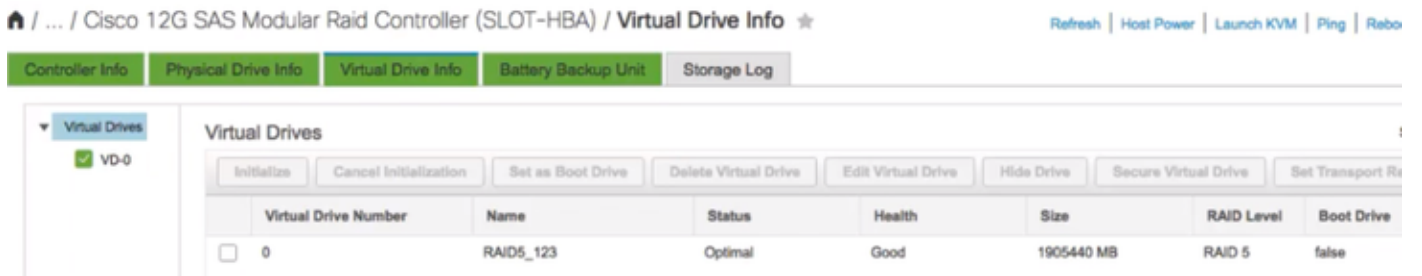 / ... / Cisco 12G SAS Modular Raid Controller (SLOT-HBA) / Virtual Drive Info
Refresh | Host Power | Launch KVM | Ping |
Controller Info Physical Drive Info Virtual Drive Info Battery Backup Unit Storage Log
Virtual Drives
VD-0
Virtual Drives
Initialize Cancel Initialization Set as Boot Drive Delete Virtual Drive Edit Virtual Drive Hide Drive Secure Virtual Drive Set Transport
Virtual Drive Number Name Status Health Size RAID Level Boot Drive
0 RAID5_123 Optimal Good 1905440 MB RAID 5 false